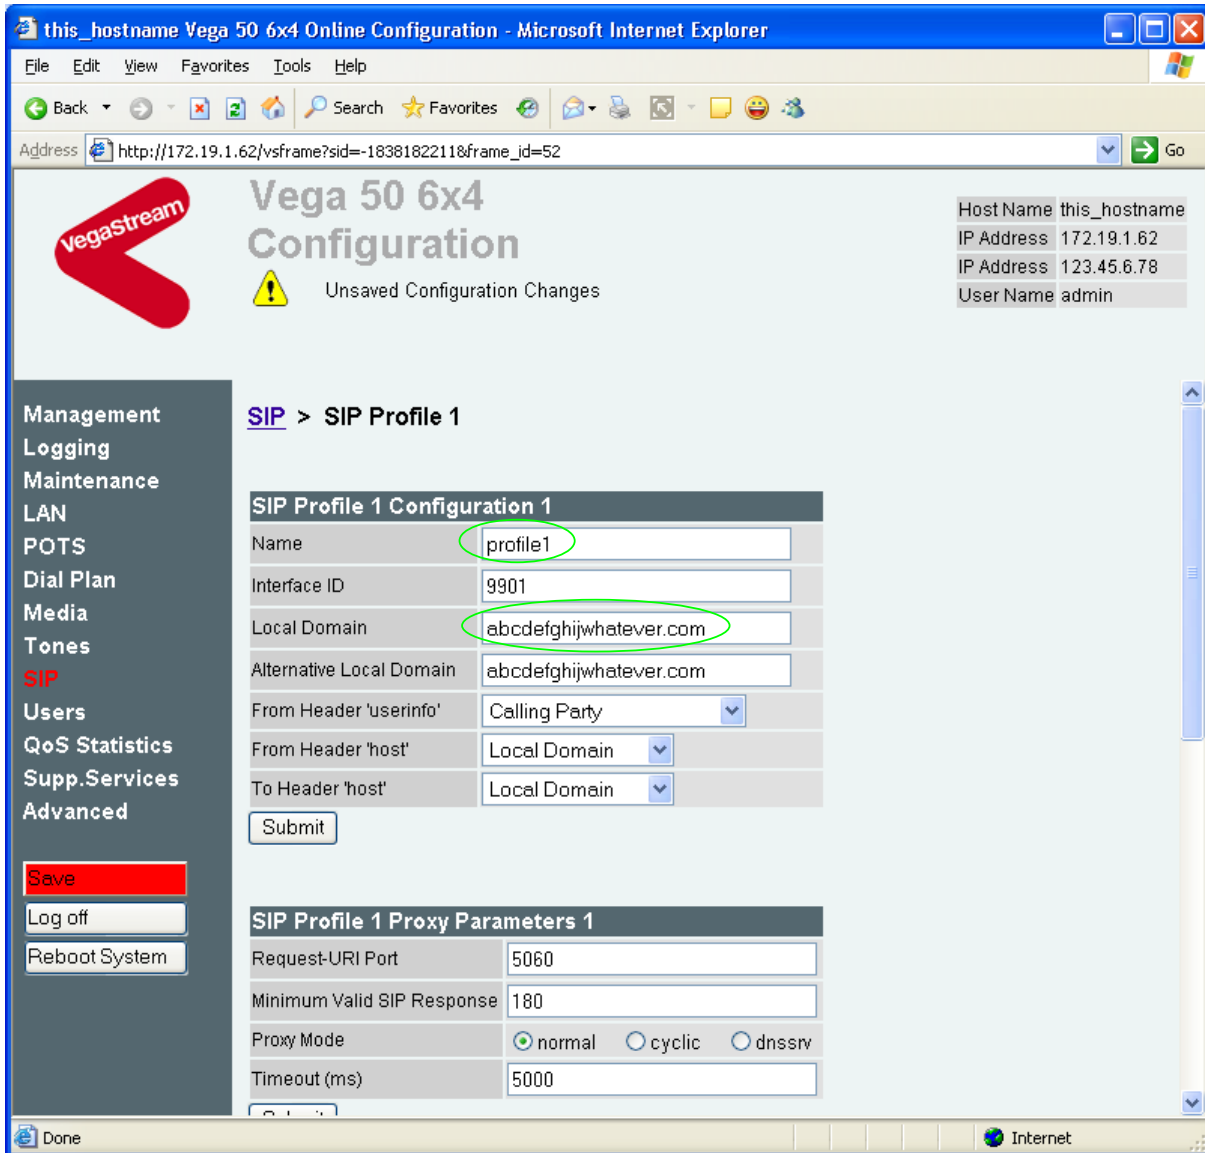 this_hostname Vega 50 6x4 Online Configuration - Microsoft Internet Explorer
File Edit View Favorites Tools Help
Back Search Favorites
Address http://172.19.1.62/vsframe?sid=-1838182211&frame_id=52 Go
vegastream
Vega 50 6x4
Configuration
Unsaved Configuration Changes
Host Name this_hostname
IP Address 172.19.1.62
IP Address 123.45.6.78
User Name admin
Management
Logging
Maintenance
LAN
POTS
Dial Plan
Media
Tones
SIP
Users
QoS Statistics
Supp.Services
Advanced
Save
Log off
Reboot System
SIP > SIP Profile 1
SIP Profile 1 Configuration 1
Name profile1
Interface ID 9901
Local Domain abcdefghijwhatever.com
Alternative Local Domain abcdefghijwhatever.com
From Header 'userinfo' Calling Party
From Header 'host' Local Domain
To Header 'host' Local Domain
Submit
SIP Profile 1 Proxy Parameters 1
Request-URI Port 5060
Minimum Valid SIP Response 180
Proxy Mode normal cyclic dnssrv
Timeout (ms) 5000
Done Internet